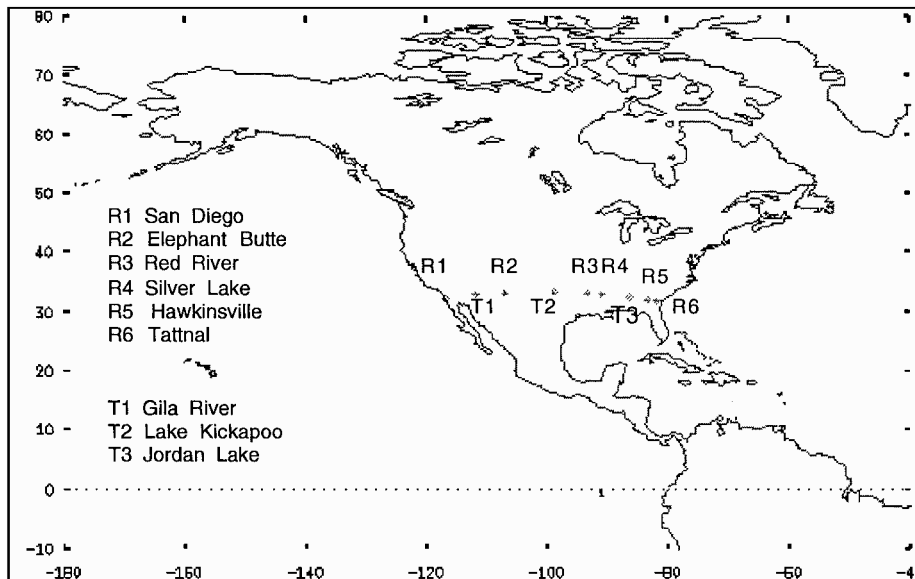 80
70
60
50
R1 San Diego
R2 Elephant Butte
40
R3 Red River
R1 R2 R3 R4
R4 Silver Lake
R5
R5 Hawkinsville
T1 T2 T3 R6
30
R6 Tattnal
20
T1 Gila River
10
T2 Lake Kickapoo
T3 Jordan Lake
0
-10
-180 -160 -140 -120 -100 -80 -60 -4